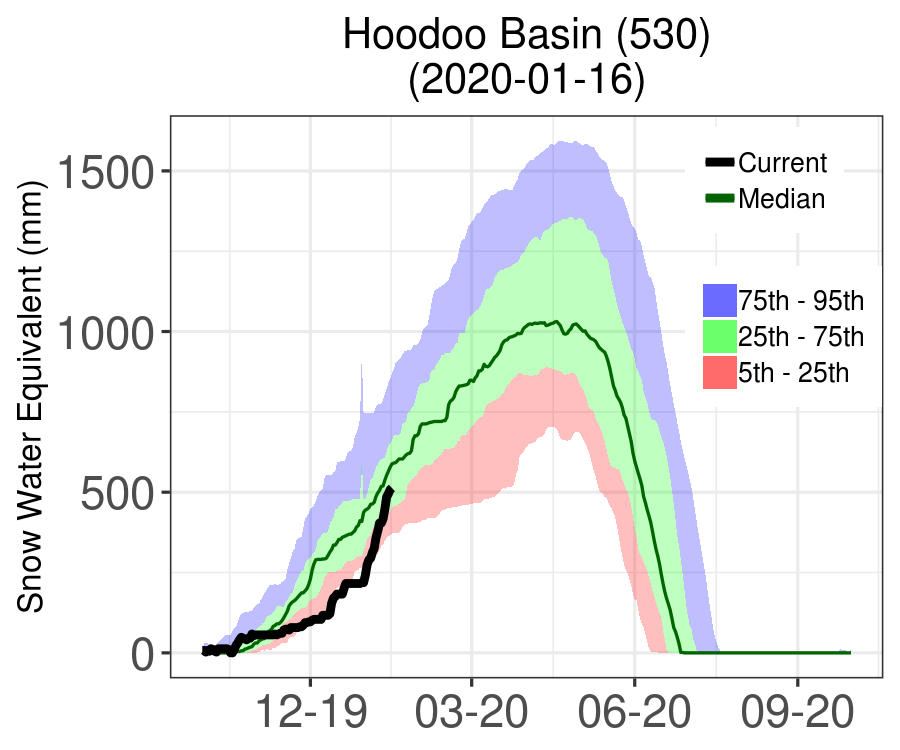 Hoodoo Basin (530)
(2020-01-16)
Snow Water Equivalent (mm)
1500
1000
500
0
12-19
03-20
06-20
09-20
Current
Median
75th - 95th
25th - 75th
5th - 25th